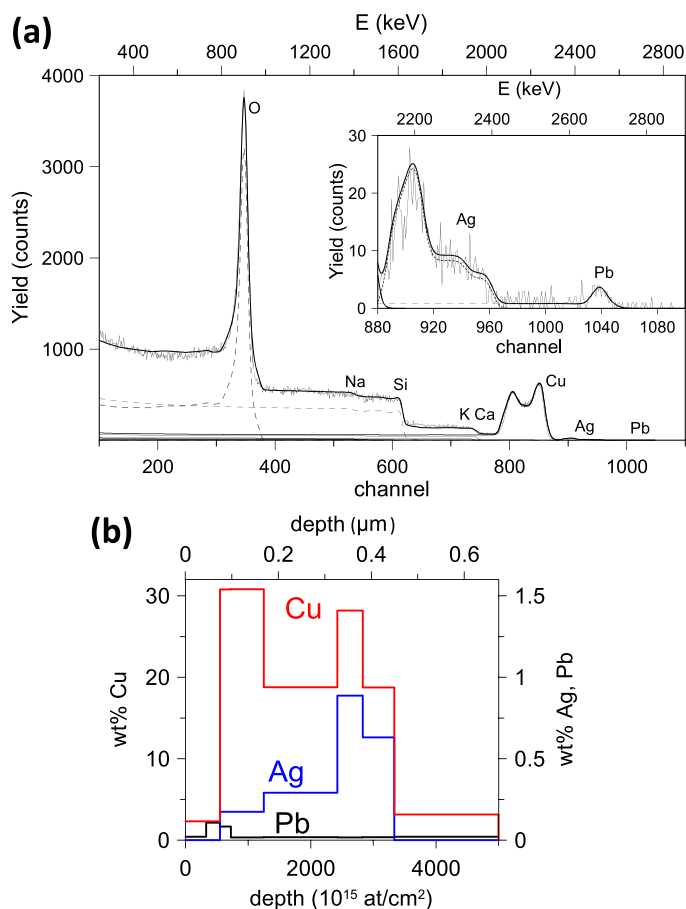 (a)
E (keV)
400 800 1200 1600 2000 2400 2800
4000
3000
2000
1000
Yield (counts)
O
Na
Si
K Ca
Cu
Ag
Pb
200 400 600 800 1000
channel
E (keV)
2200 2400 2600 2800
30
20
10
0
Yield (counts)
Ag
Pb
880 920 960 1000 1040 1080
channel
(b)
depth (µm)
0 0.2 0.4 0.6
30
20
10
0
wt% Cu
Cu
Ag
Pb
1.5
1
0.5
0
wt% Ag, Pb
0 2000 4000
depth (10¹⁵ at/cm²)